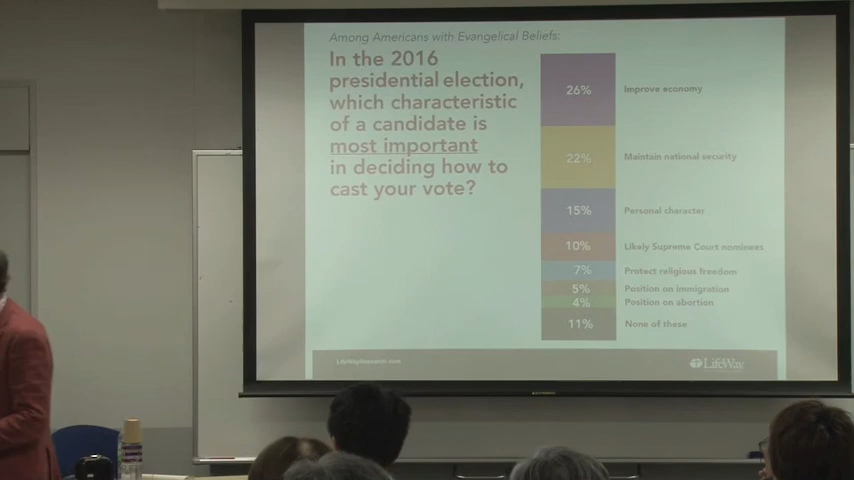 Among Americans with Evangelical Beliefs:
In the 2016
presidential election,
which characteristic
of a candidate is
most important
in deciding how to
cast your vote?
26% Improve economy
22% Maintain national security
15% Personal character
10% Likely Supreme Court nominees
7% Protect religious freedom
5% Position on immigration
4% Position on abortion
11% None of these
LifeWayResearch.com
LifeWay